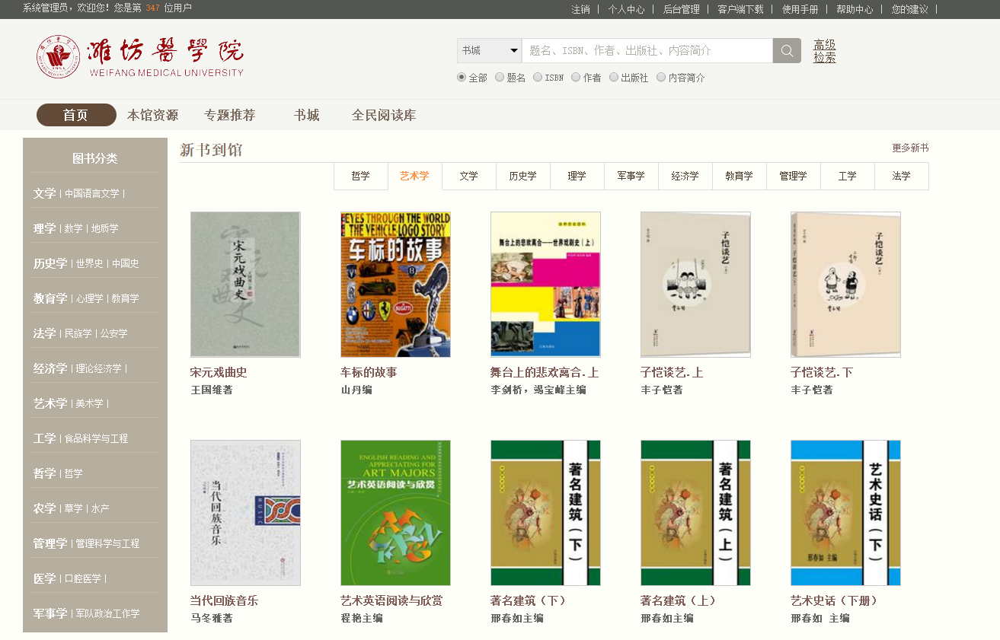 系统管理员，欢迎您！您是第 347 位用户
注销 | 个人中心 | 后台管理 | 客户端下载 | 使用手册 | 帮助中心 | 您的建议 |
濰坊醫學院
WEIFANG MEDICAL UNIVERSITY
书城
题名、ISBN、作者、出版社、内容简介
高级检索
全部 题名 ISBN 作者 出版社 内容简介
首页 本馆资源 专题推荐 书城 全民阅读库
图书分类
文学 | 中国语言文学 |
理学 | 数学 | 地质学
历史学 | 世界史 | 中国史
教育学 | 心理学 | 教育学
法学 | 民族学 | 公安学
经济学 | 理论经济学 |
艺术学 | 美术学 |
工学 | 食品科学与工程
哲学 | 哲学
农学 | 草学 | 水产
管理学 | 管理科学与工程
医学 | 口腔医学 |
军事学 | 军队政治工作学
新书到馆
更多新书
哲学 艺术学 文学 历史学 理学 军事学 经济学 教育学 管理学 工学 法学
宋元戏曲史
EYES THROUGH THE WORLD
THE VEHICLE LOGO STORY
车标的故事
BUGATTI
舞台上的悲欢离合——世界戏剧史（上）
子恺谈艺
子恺谈艺
宋元戏曲史
王国维著
车标的故事
山丹编
舞台上的悲欢离合.上
李剑桥，竭宝峰主编
子恺谈艺.上
丰子恺著
子恺谈艺.下
丰子恺著
当代回族音乐
MUSIC
ENGLISH READING AND
APPRECIATING FOR
ART MAJORS
艺术英语阅读与欣赏
著名建筑（下）
著名建筑（上）
艺术史话（下）
邢春如 主编
当代回族音乐
马冬雅著
艺术英语阅读与欣赏
程艳主编
著名建筑（下）
邢春如主编
著名建筑（上）
邢春如主编
艺术史话（下册）
邢春如 主编